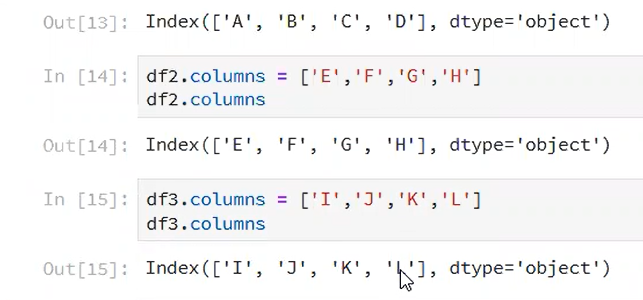 Out[13]: Index(['A', 'B', 'C', 'D'], dtype='object')
In [14]: df2.columns = ['E','F','G','H']
df2.columns
Out[14]: Index(['E', 'F', 'G', 'H'], dtype='object')
In [15]: df3.columns = ['I','J','K','L']
df3.columns
Out[15]: Index(['I', 'J', 'K', 'L'], dtype='object')